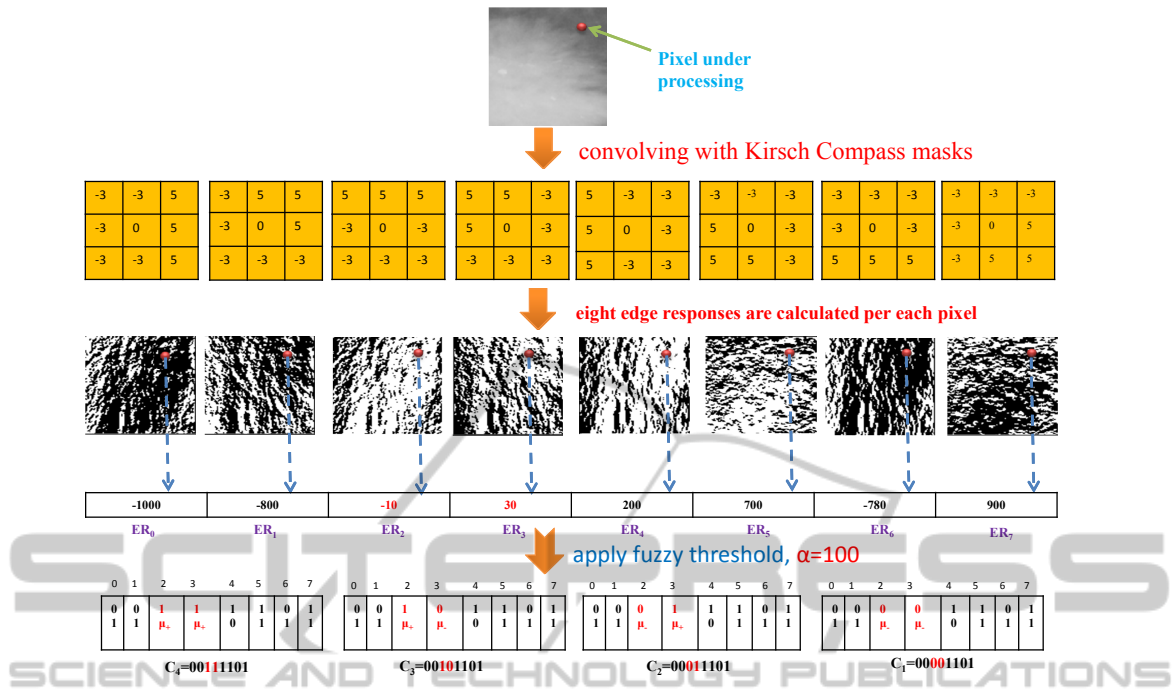 Pixel under
processing
convolving with Kirsch Compass masks
-3 -3 5 -3 5 5 5 5 5 5 5 -3 5 -3 -3 -3 -3 -3 -3 -3 -3 -3 -3 -3
-3 0 5 -3 0 5 -3 0 -3 5 0 -3 5 0 -3 5 0 -3 -3 0 -3 -3 0 5
-3 -3 5 -3 -3 -3 -3 -3 -3 -3 -3 -3 5 -3 -3 5 5 -3 5 5 5 -3 5 5
eight edge responses are calculated per each pixel
-1000 -800 -10 30 200 700 -780 900
ER₀ ER₁ ER₂ ER₃ ER₄ ER₅ ER₆ ER₇
apply fuzzy threshold, α=100
0 1 2 3 4 5 6 7 0 1 2 3 4 5 6 7 0 1 2 3 4 5 6 7 0 1 2 3 4 5 6 7
0 0 1 1 1 1 0 1 0 0 1 0 1 1 0 1 0 0 0 1 1 1 0 1 0 0 0 0 1 1 0 1
1 1 μ₊ μ₊ 0 1 1 1 1 1 μ₊ μ₋ 0 1 1 1 1 1 μ₋ μ₊ 0 1 1 1 1 1 μ₋ μ₋ 0 1 1 1
C₄=00111101 C₃=00101101 C₂=00011101 C₁=00001101
SCITEPRESS
SCIENCE AND TECHNOLOGY PUBLICATIONS